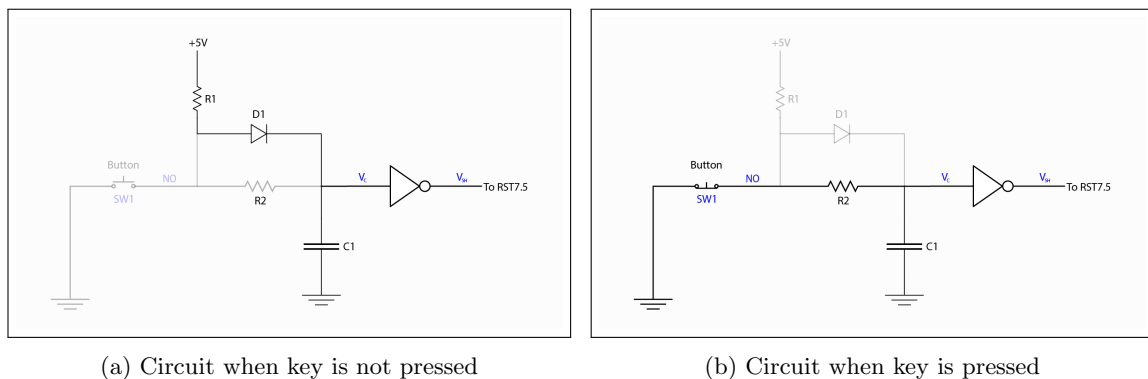 +5V
R1
D1
Button
NO
SW1
R2
VC
VSH
To RST7.5
C1
(a) Circuit when key is not pressed
+5V
R1
D1
Button
NO
SW1
R2
VC
VSH
To RST7.5
C1
(b) Circuit when key is pressed